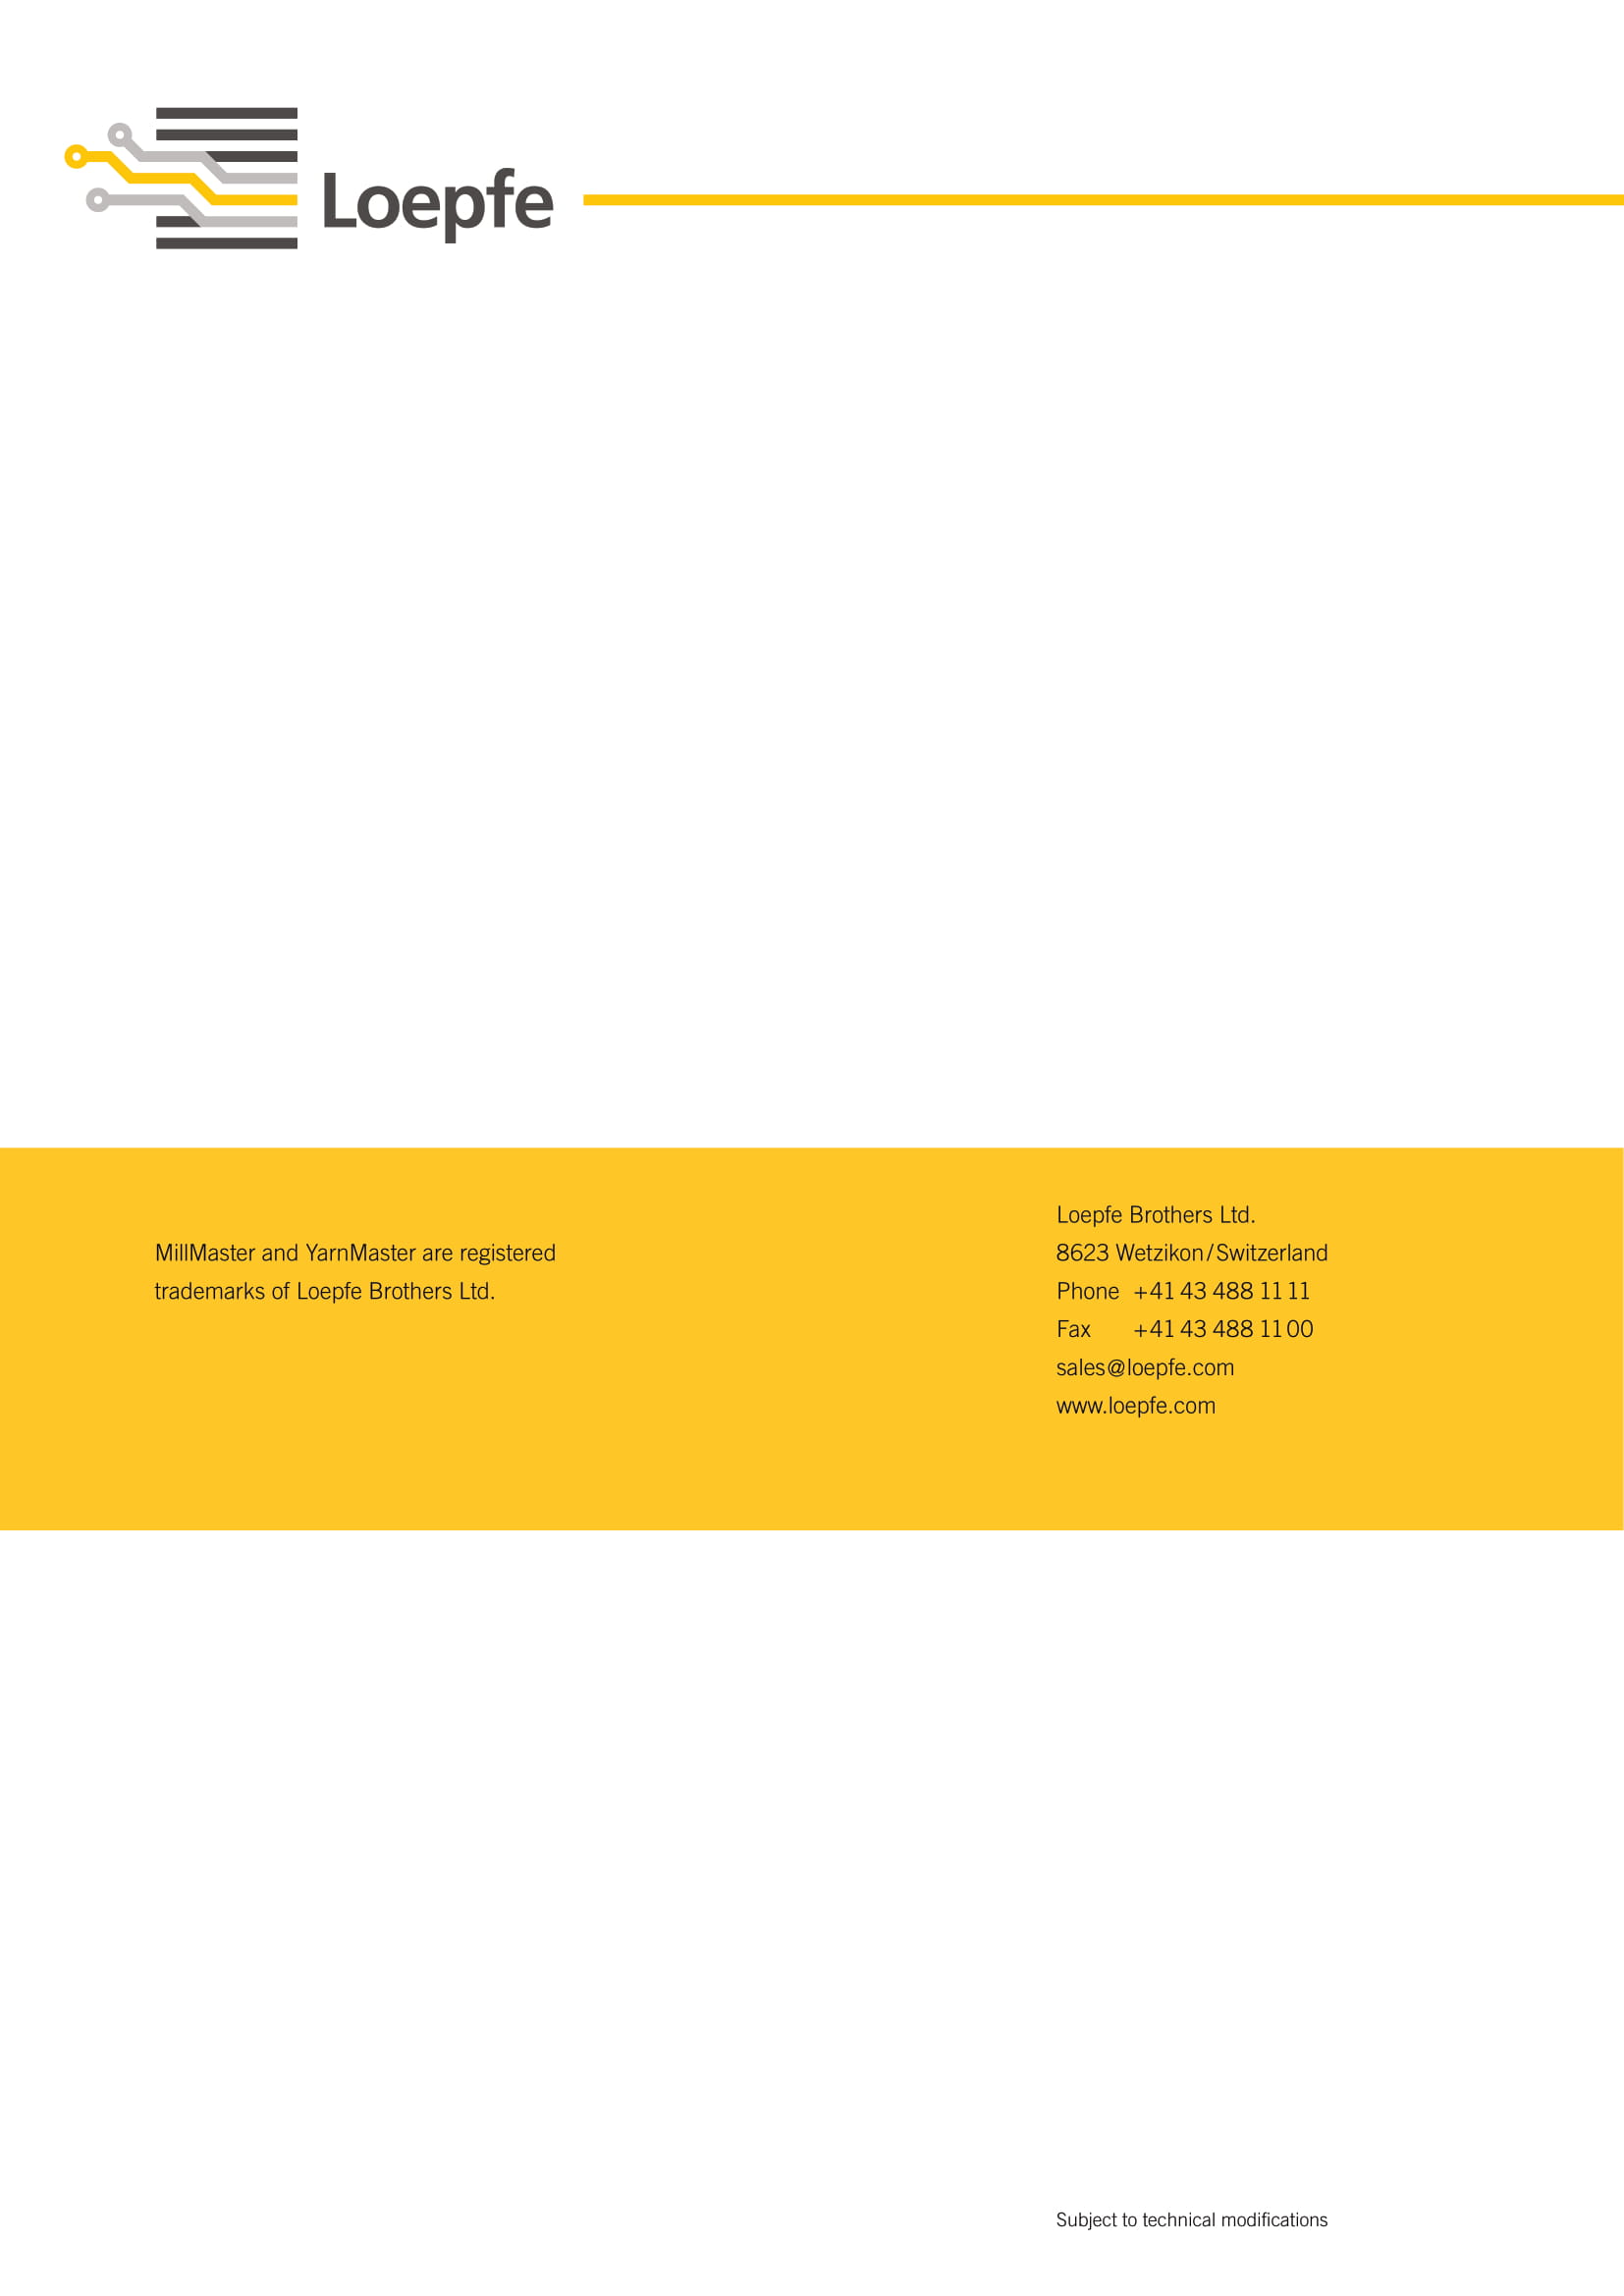 Loepfe
MillMaster and YarnMaster are registered
trademarks of Loepfe Brothers Ltd.
Loepfe Brothers Ltd.
8623 Wetzikon/Switzerland
Phone +41 43 488 11 11
Fax +41 43 488 11 00
sales@loepfe.com
www.loepfe.com
Subject to technical modifications